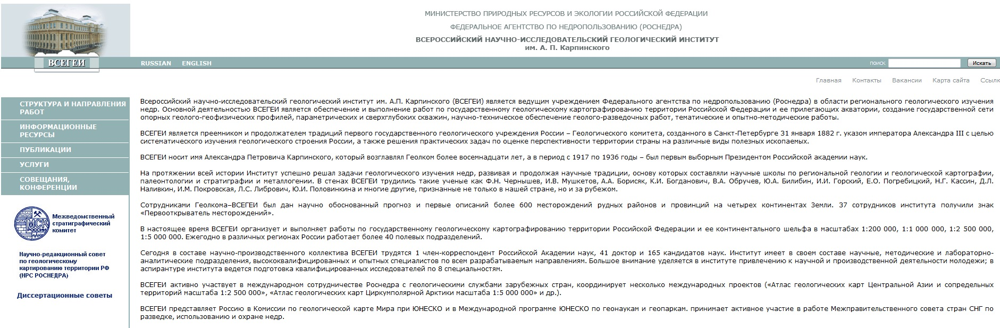 МИНИСТЕРСТВО ПРИРОДНЫХ РЕСУРСОВ И ЭКОЛОГИИ РОССИЙСКОЙ ФЕДЕРАЦИИ
ФЕДЕРАЛЬНОЕ АГЕНТСТВО ПО НЕДРОПОЛЬЗОВАНИЮ (РОСНЕДРА)
ВСЕРОССИЙСКИЙ НАУЧНО-ИССЛЕДОВАТЕЛЬСКИЙ ГЕОЛОГИЧЕСКИЙ ИНСТИТУТ
им. А. П. Карпинского
ВСЕГЕИ
RUSSIAN ENGLISH
поиск Искать
Главная Контакты Вакансии Карта сайта Ссылк
СТРУКТУРА И НАПРАВЛЕНИЯ
РАБОТ
ИНФОРМАЦИОННЫЕ
РЕСУРСЫ
ПУБЛИКАЦИИ
УСЛУГИ
СОВЕЩАНИЯ,
КОНФЕРЕНЦИИ
МСК
РОССИИ
Межведомственный
стратиграфический
комитет
Научно-редакционный совет
по геологическому
картированию территории РФ
(НРС РОСНЕДРА)
Диссертационные советы
Всероссийский научно-исследовательский геологический институт им. А.П. Карпинского (ВСЕГЕИ) является ведущим учреждением Федерального агентства по недропользованию (Роснедра) в области регионального геологического изучения
недр. Основной деятельностью ВСЕГЕИ является обеспечение и выполнение работ по государственному геологическому картографированию территории Российской Федерации и ее прилегающих акватории, создание государственной сети
опорных геолого-геофизических профилей, параметрических и сверхглубоких скважин, научно-техническое обеспечение геолого-разведочных работ, тематические и опытно-методические работы.
ВСЕГЕИ является преемником и продолжателем традиций первого государственного геологического учреждения России – Геологического комитета, созданного в Санкт-Петербурге 31 января 1882 г. указом императора Александра III с целью
систематического изучения геологического строения России, а также решения практических задач по оценке перспективности территории страны на различные виды полезных ископаемых.
ВСЕГЕИ носит имя Александра Петровича Карпинского, который возглавлял Геолком более восемнадцати лет, а в период с 1917 по 1936 годы – был первым выборным Президентом Российской академии наук.
На протяжении всей истории Институт успешно решал задачи геологического изучения недр, развивая и продолжая научные традиции, основу которых составляли научные школы по региональной геологии и геологической картографии,
палеонтологии и стратиграфии и металлогении. В стенах ВСЕГЕИ трудились такие ученые как Ф.Н. Чернышев, И.В. Мушкетов, А.А. Борисяк, К.И. Богданович, В.А. Обручев, Ю.А. Билибин, И.И. Горский, Е.О. Погребицкий, Н.Г. Кассин, Д.Л.
Наливкин, И.М. Покровская, Л.С. Либрович, Ю.И. Половинкина и многие другие, признанные не только в нашей стране, но и за рубежом.
Сотрудниками Геолкома–ВСЕГЕИ был дан научно обоснованный прогноз и первые описаний более 600 месторождений рудных районов и провинций на четырех континентах Земли. 37 сотрудников института получили знак
«Первооткрыватель месторождений».
В настоящее время ВСЕГЕИ организует и выполняет работы по государственному геологическому картографированию территории Российской Федерации и ее континентального шельфа в масштабах 1:200 000, 1:1 000 000, 1:2 500 000,
1:5 000 000. Ежегодно в различных регионах России работает более 40 полевых подразделений.
Сегодня в составе научно-производственного коллектива ВСЕГЕИ трудятся 1 член-корреспондент Российской Академии наук, 41 доктор и 165 кандидатов наук. Институт имеет в своем составе научные, методические и лабораторно-
аналитические подразделения, высококвалифицированных и опытных специалистов по всем разрабатываемым направлениям. Большое внимание уделяется в институте привлечению к научной и производственной деятельности молодежи; в
аспирантуре института ведется подготовка квалифицированных исследователей по 8 специальностям.
ВСЕГЕИ активно участвует в международном сотрудничестве Роснедра с геологическими службами зарубежных стран, координирует несколько международных проектов («Атлас геологических карт Центральной Азии и сопредельных
территорий масштаба 1:2 500 000», «Атлас геологических карт Циркумполярной Арктики масштаба 1:5 000 000» и др.).
ВСЕГЕИ представляет Россию в Комиссии по геологической карте Мира при ЮНЕСКО и в Международной программе ЮНЕСКО по геонаукам и геопаркам. принимает активное участие в работе Межправительственного совета стран СНГ по
разведке, использованию и охране недр.